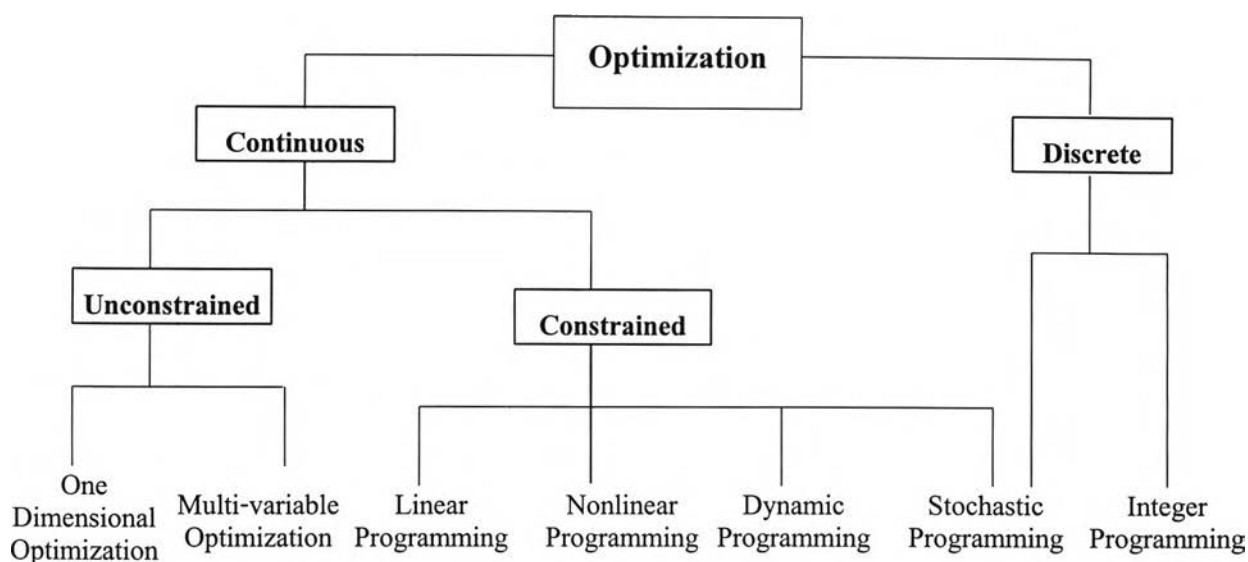 Optimization
Continuous
Discrete
Unconstrained
Constrained
One
Dimensional
Optimization
Multi-variable
Optimization
Linear
Programming
Nonlinear
Programming
Dynamic
Programming
Stochastic
Programming
Integer
Programming